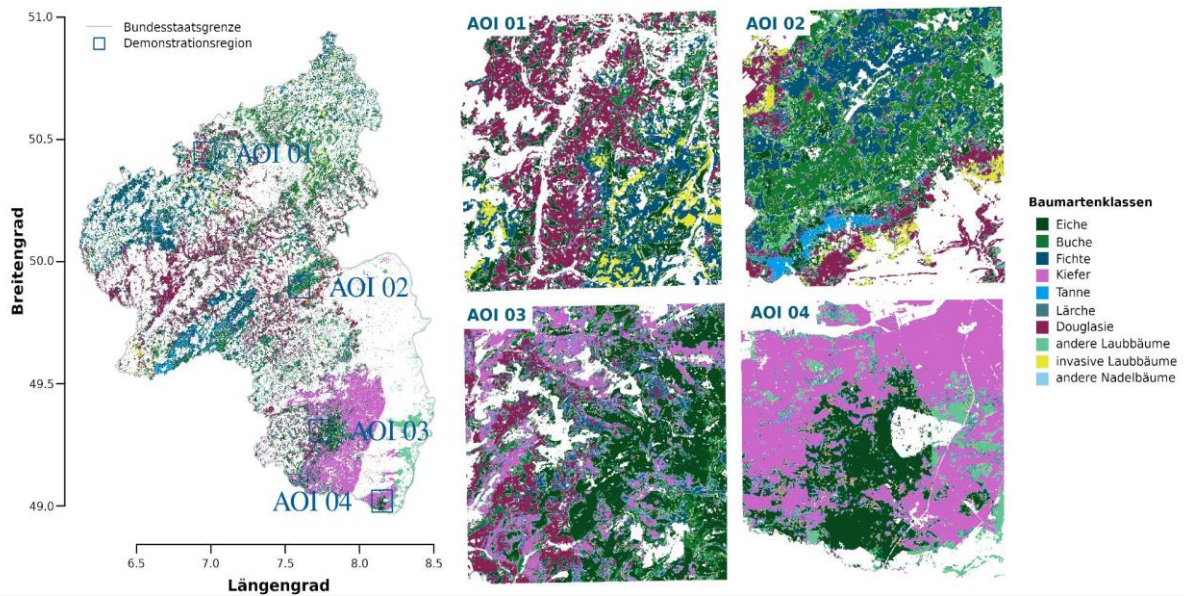 Bundesstaatsgrenze
Demonstrationsregion
51.0
50.5
50.0
49.5
49.0
Breitengrad
6.5
7.0
7.5
8.0
8.5
Längengrad
AOI 01
AOI 02
AOI 03
AOI 04
AOI 01
AOI 02
AOI 03
AOI 04
Baumartenklassen
Eiche
Buche
Fichte
Kiefer
Tanne
Lärche
Douglasie
andere Laubbäume
invasive Laubbäume
andere Nadelbäume